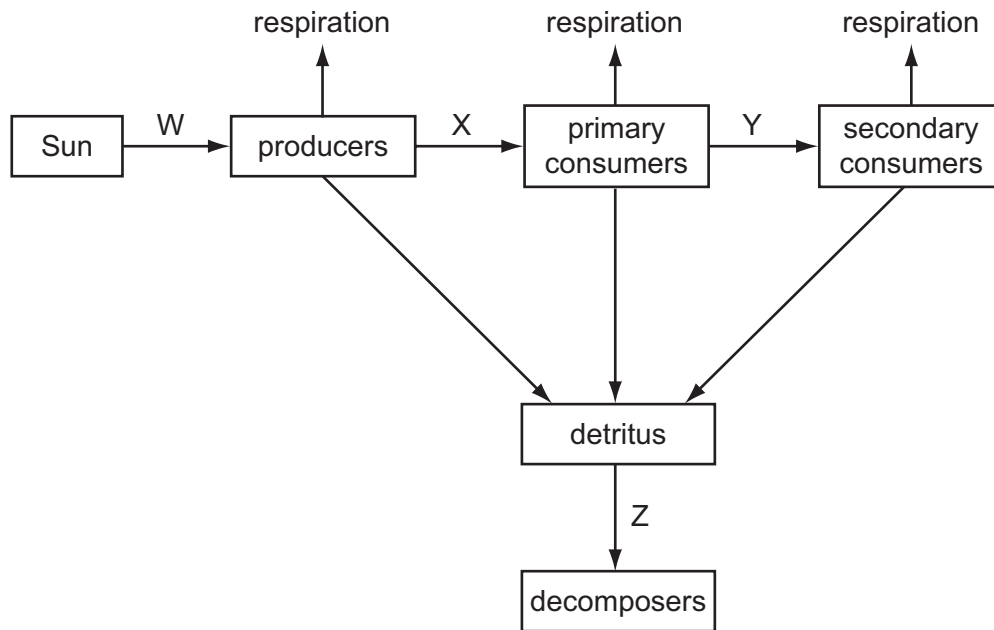 respiration
respiration
respiration
Sun
W
producers
X
primary
consumers
Y
secondary
consumers
detritus
Z
decomposers